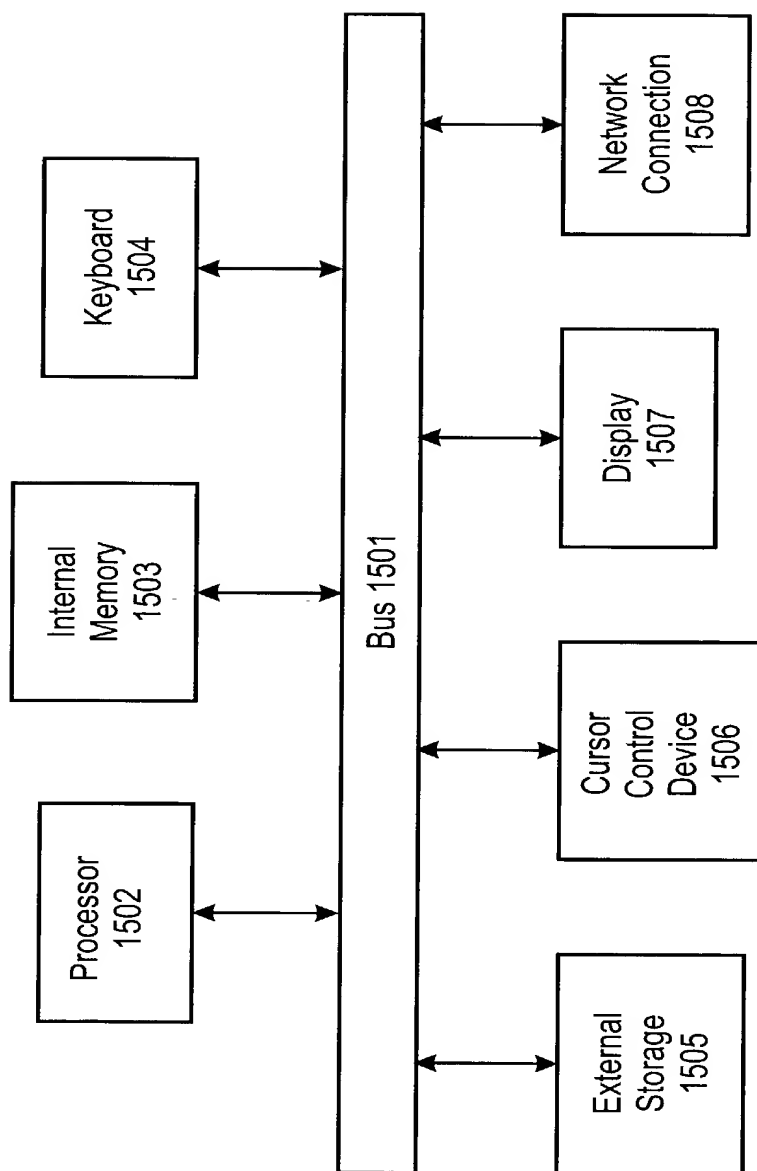 Processor
1502
Internal
Memory
1503
Keyboard
1504
Bus 1501
External
Storage
1505
Cursor
Control
Device
1506
Display
1507
Network
Connection
1508